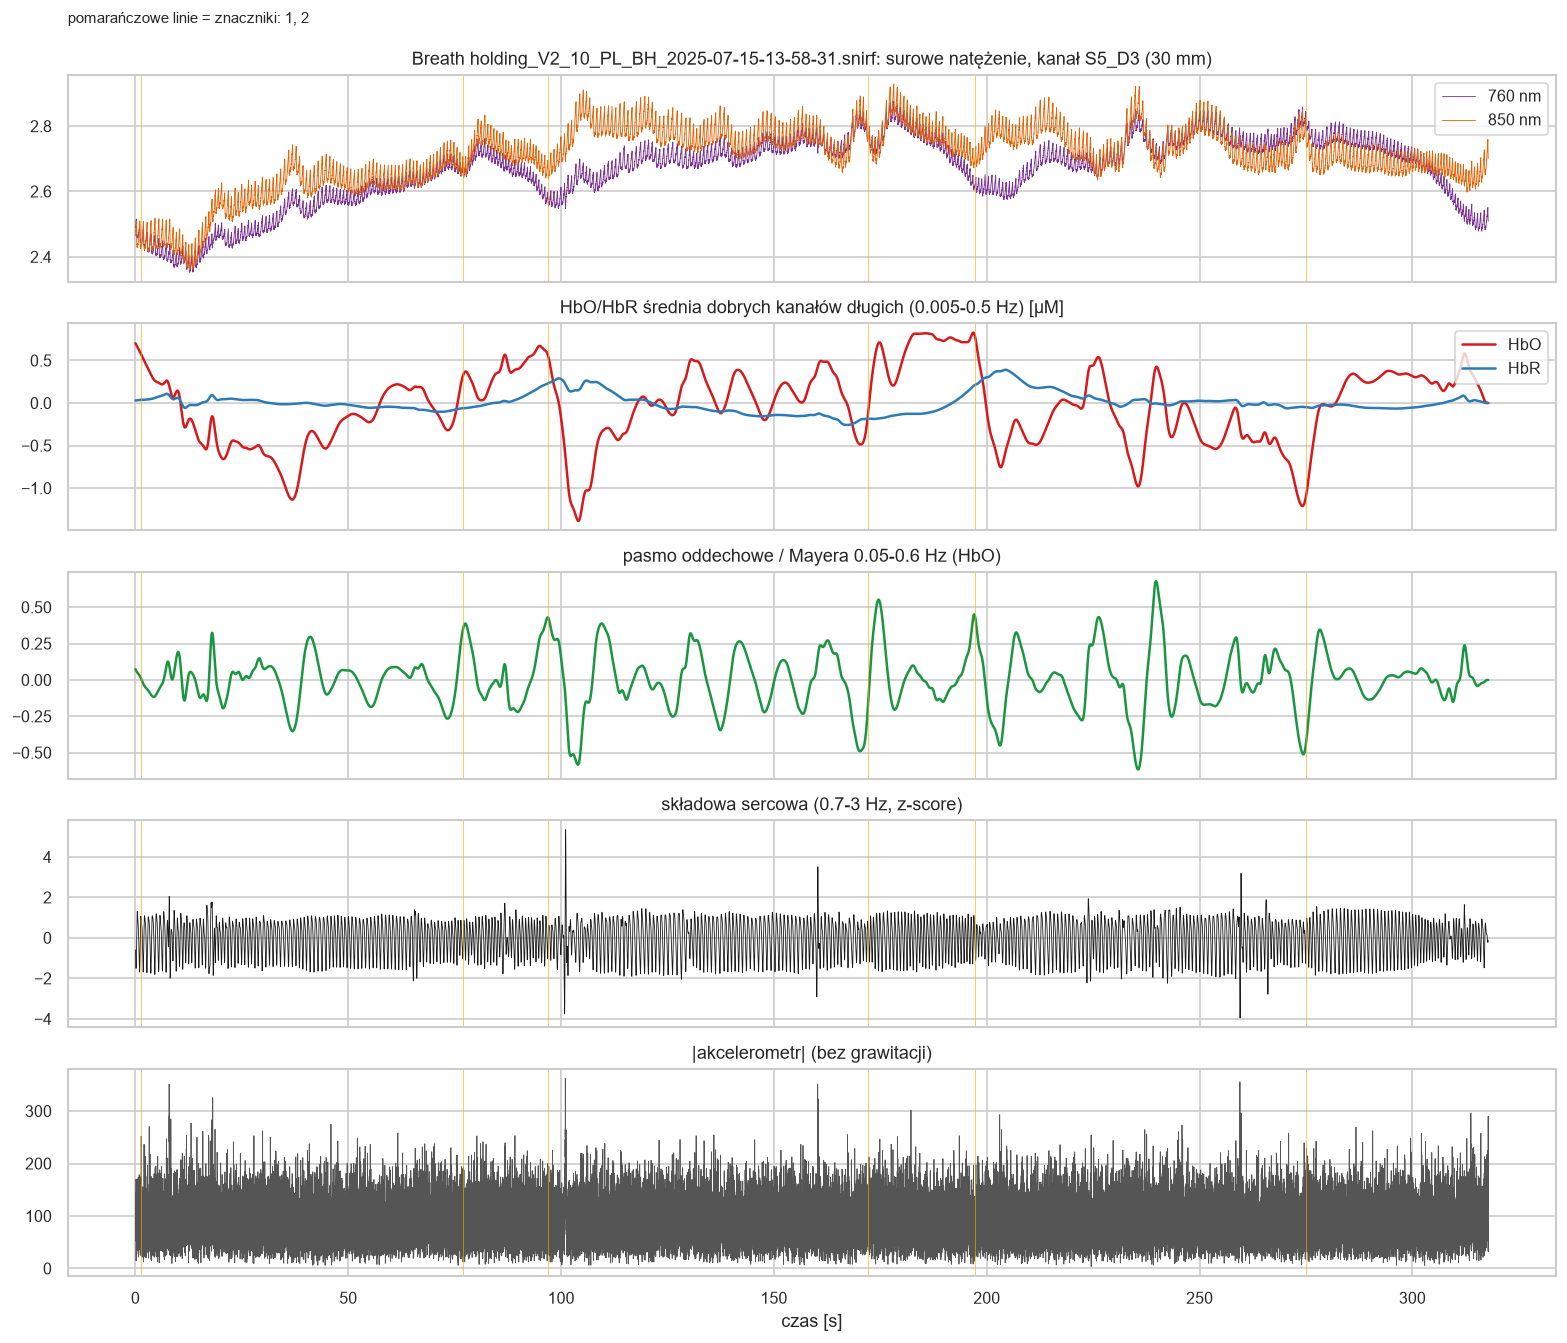 pomarańczowe linie = znaczniki: 1, 2
Breath holding_V2_10_PL_BH_2025-07-15-13-58-31.snirf: surowe natężenie, kanał S5_D3 (30 mm)
760 nm
850 nm
2.8
2.6
2.4
HbO/HbR średnia dobrych kanałów długich (0.005-0.5 Hz) [µM]
HbO
HbR
0.5
0.0
−0.5
−1.0
pasmo oddechowe / Mayera 0.05-0.6 Hz (HbO)
0.50
0.25
0.00
−0.25
−0.50
składowa sercowa (0.7-3 Hz, z-score)
4
2
0
−2
−4
|akcelerometr| (bez grawitacji)
300
200
100
0
0 50 100 150 200 250 300
czas [s]